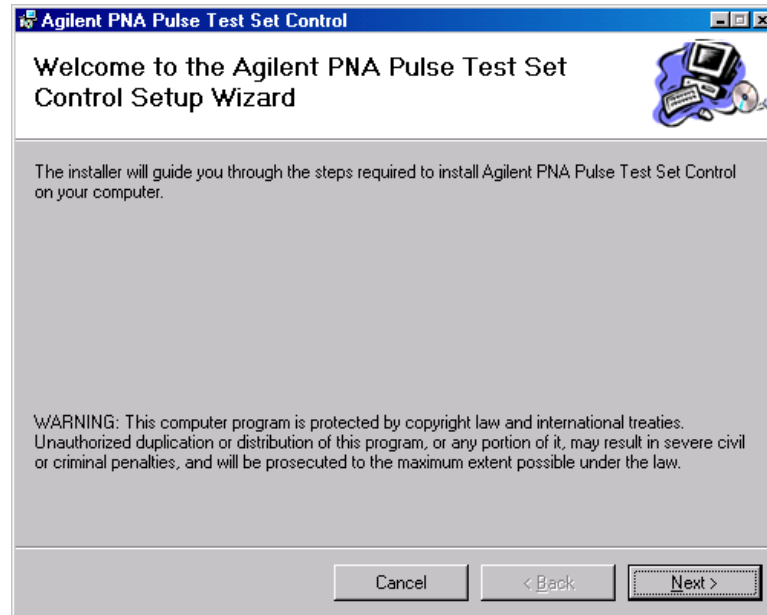 Agilent PNA Pulse Test Set Control
Welcome to the Agilent PNA Pulse Test Set
Control Setup Wizard
The installer will guide you through the steps required to install Agilent PNA Pulse Test Set Control
on your computer.
WARNING: This computer program is protected by copyright law and international treaties.
Unauthorized duplication or distribution of this program, or any portion of it, may result in severe civil
or criminal penalties, and will be prosecuted to the maximum extent possible under the law.
Cancel
< Back
Next >